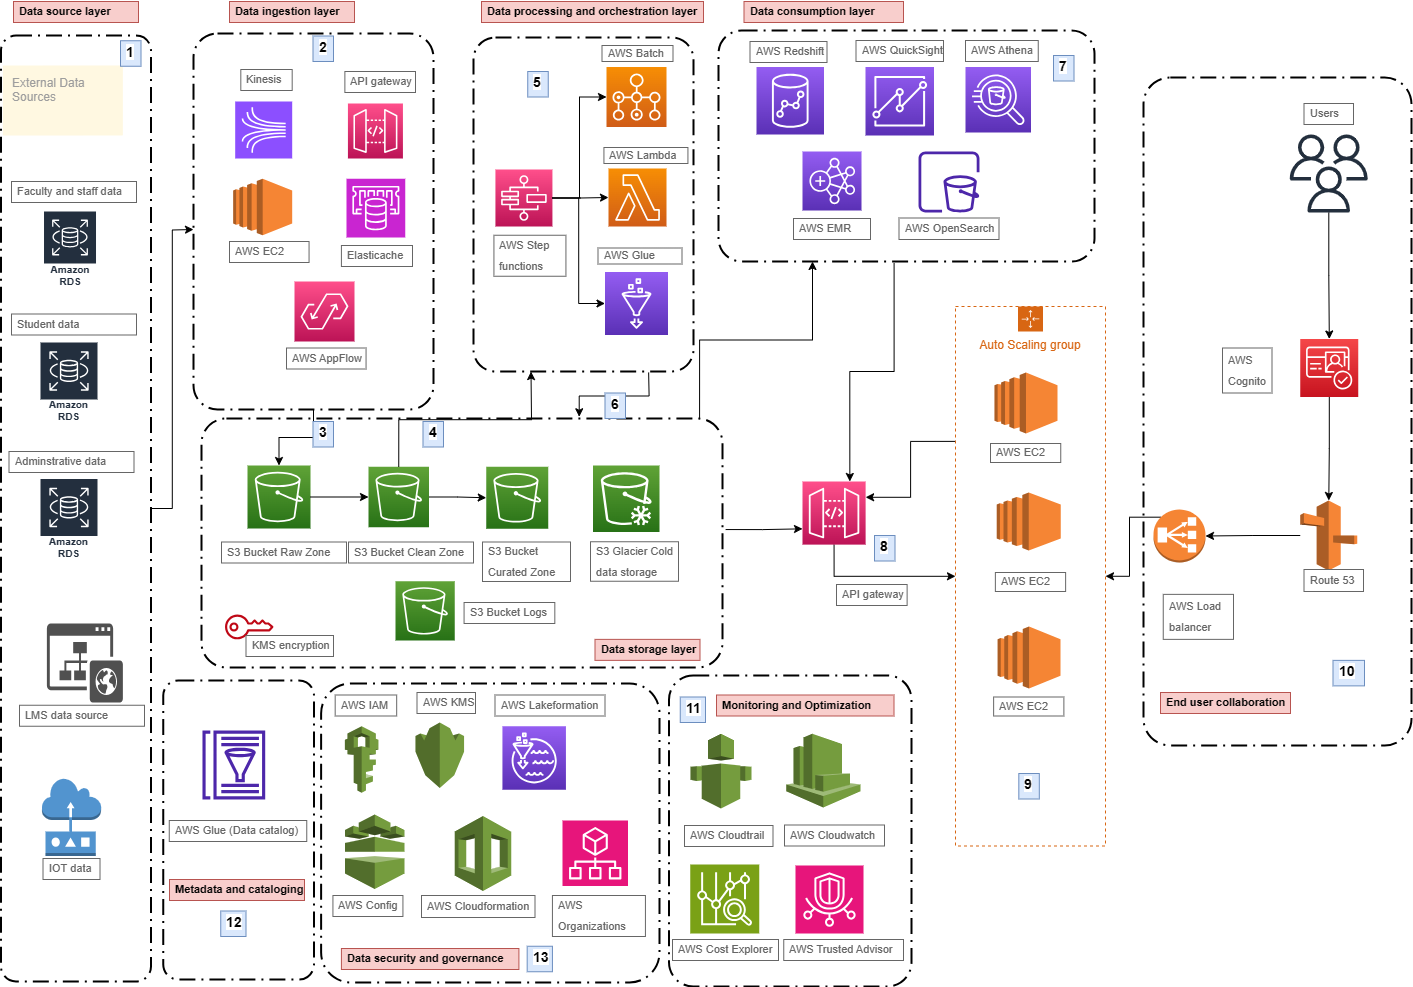 Data source layer
Data ingestion layer
Data processing and orchestration layer
Data consumption layer
1
External Data
Sources
Faculty and staff data
Amazon
RDS
Student data
Amazon
RDS
Adminstrative data
Amazon
RDS
LMS data source
IOT data
2
Kinesis
API gateway
AWS EC2
Elasticache
AWS AppFlow
5
AWS Batch
AWS Lambda
AWS Step
functions
AWS Glue
7
AWS Redshift
AWS QuickSight
AWS Athena
AWS EMR
AWS OpenSearch
3
4
6
S3 Bucket Raw Zone
S3 Bucket Clean Zone
S3 Bucket
Curated Zone
S3 Glacier Cold
data storage
S3 Bucket Logs
KMS encryption
Data storage layer
8
API gateway
Auto Scaling group
AWS EC2
AWS EC2
AWS EC2
9
Users
AWS
Cognito
Route 53
AWS Load
balancer
10
End user collaboration
AWS Glue (Data catalog)
Metadata and cataloging
12
AWS IAM
AWS KMS
AWS Lakeformation
AWS Config
AWS Cloudformation
AWS
Organizations
Data security and governance
13
11
Monitoring and Optimization
AWS Cloudtrail
AWS Cloudwatch
AWS Cost Explorer
AWS Trusted Advisor